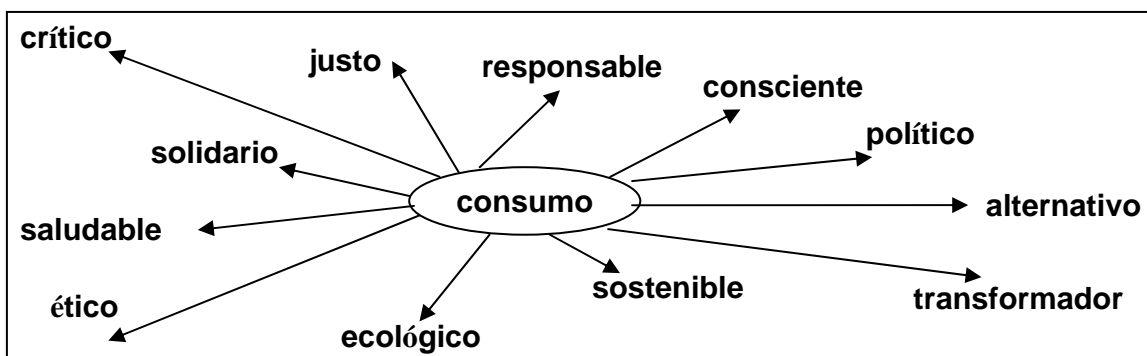 crítico
justo
responsable
consciente
político
solidario
consumo
alternativo
saludable
sostenible
transformador
ético
ecológico